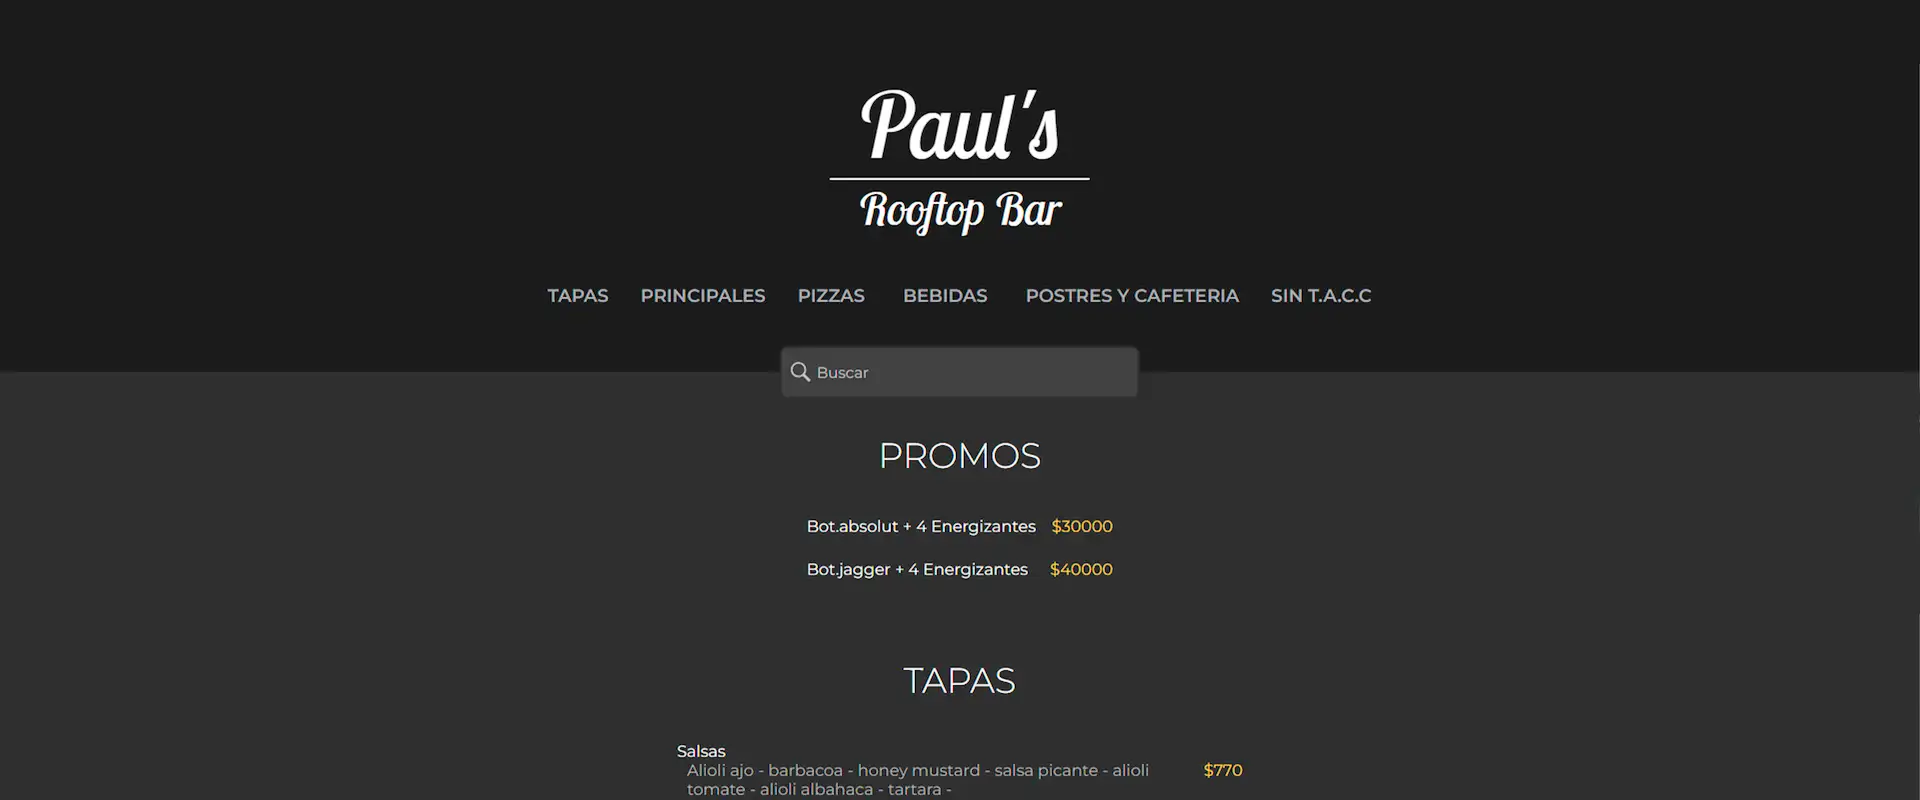 Paul's
Rooftop Bar
TAPAS PRINCIPALES PIZZAS BEBIDAS POSTRES Y CAFETERIA SIN T.A.C.C
Buscar
PROMOS
Bot.absolut + 4 Energizantes $30000
Bot.jagger + 4 Energizantes $40000
TAPAS
Salsas
Alioli ajo - barbacoa - honey mustard - salsa picante - alioli $770
tomate - alioli albahaca - tartara -